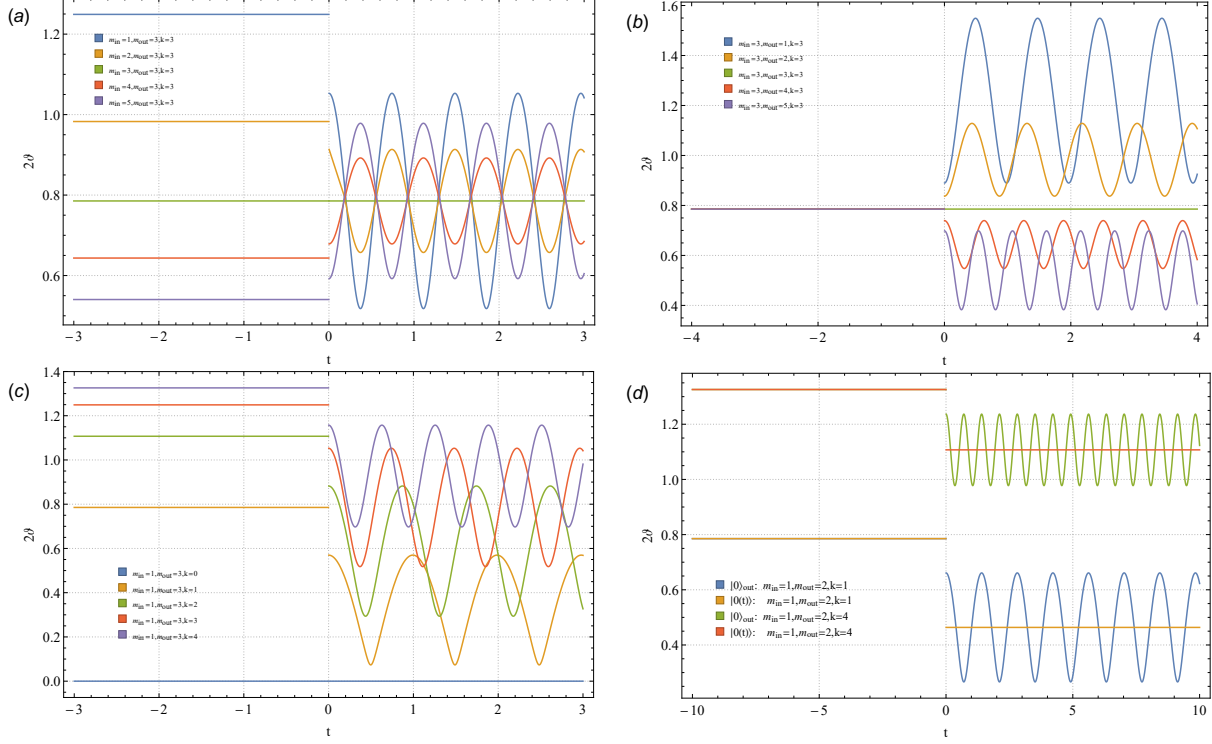 (a)
1.2
1.0
0.8
0.6
2ϑ
m_in=1,m_out=3,k=3
m_in=2,m_out=3,k=3
m_in=3,m_out=3,k=3
m_in=4,m_out=3,k=3
m_in=5,m_out=3,k=3
−3 −2 −1 0 1 2 3
t
(b)
1.6
1.4
1.2
1.0
0.8
0.6
0.4
2ϑ
m_in=3,m_out=1,k=3
m_in=3,m_out=2,k=3
m_in=3,m_out=3,k=3
m_in=3,m_out=4,k=3
m_in=3,m_out=5,k=3
−4 −2 0 2 4
t
(c)
1.4
1.2
1.0
0.8
0.6
0.4
0.2
0.0
2ϑ
m_in=1,m_out=3,k=0
m_in=1,m_out=3,k=1
m_in=1,m_out=3,k=2
m_in=1,m_out=3,k=3
m_in=1,m_out=3,k=4
−3 −2 −1 0 1 2 3
t
(d)
1.2
1.0
0.8
0.6
0.4
2ϑ
|0⟩_out: m_in=1,m_out=2,k=1
|0(t)⟩: m_in=1,m_out=2,k=1
|0⟩_out: m_in=1,m_out=2,k=4
|0(t)⟩: m_in=1,m_out=2,k=4
−10 −5 0 5 10
t